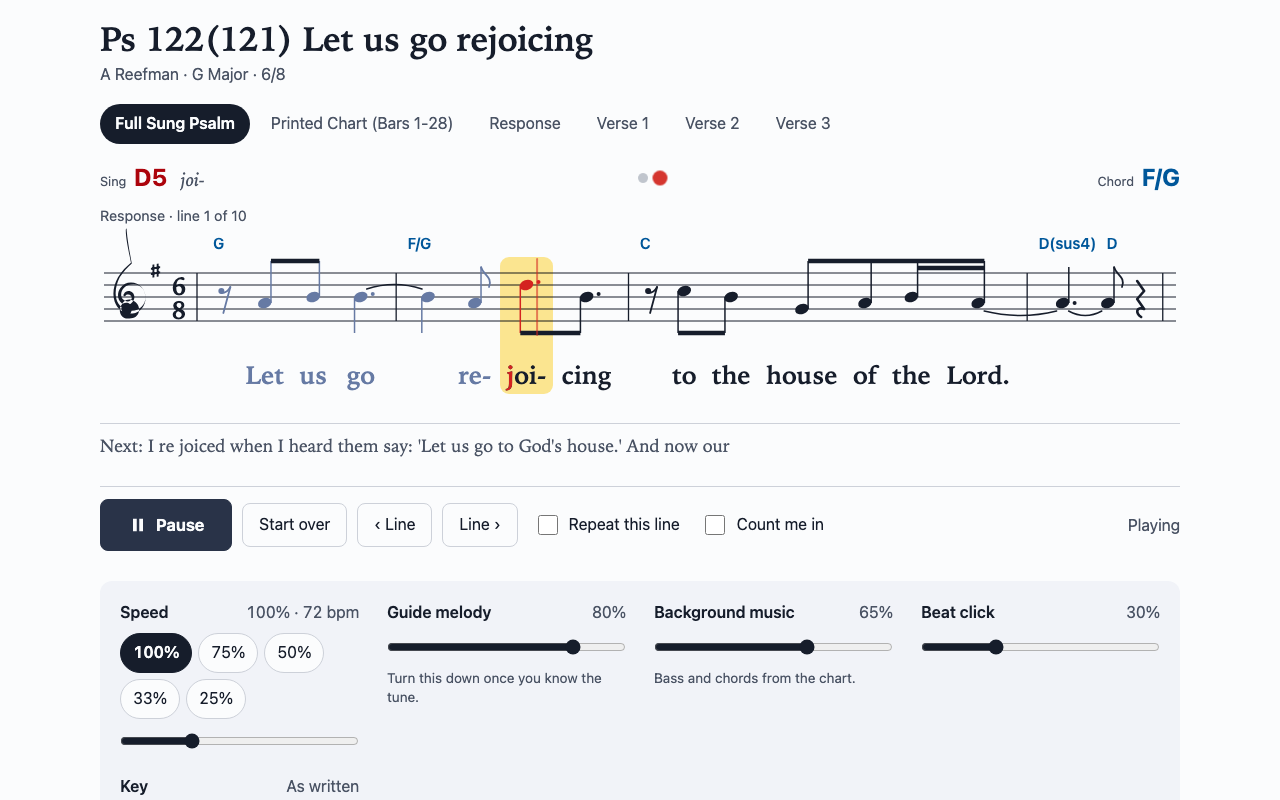 Ps 122(121) Let us go rejoicing
A Reefman · G Major · 6/8
Full Sung Psalm Printed Chart (Bars 1-28) Response Verse 1 Verse 2 Verse 3
Sing D5 joi- Chord F/G
Response · line 1 of 10
G F/G C D(sus4) D
6
8
Let us go re- joi- cing to the house of the Lord.
Next: I re joiced when I heard them say: 'Let us go to God's house.' And now our
Pause Start over ‹ Line Line › Repeat this line Count me in Playing
Speed 100% · 72 bpm Guide melody 80% Background music 65% Beat click 30%
100% 75% 50%
Turn this down once you know the tune. Bass and chords from the chart.
33% 25%
Key As written